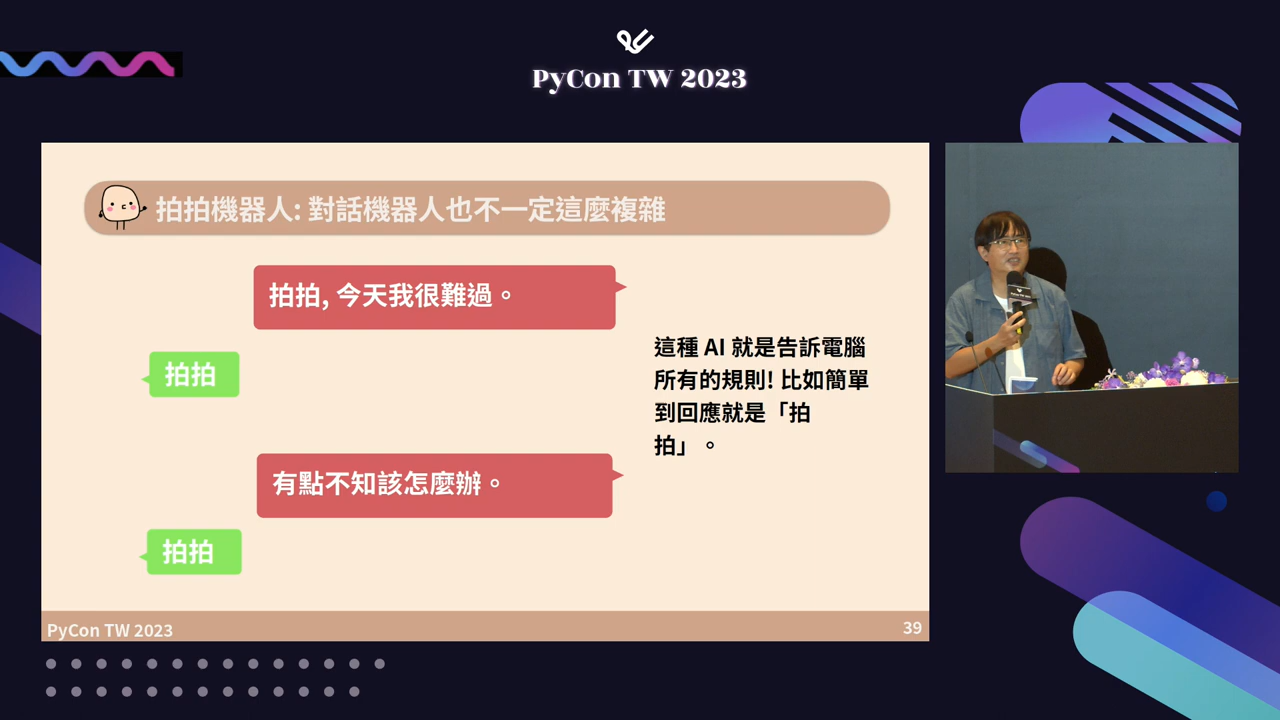 PyCon TW 2023
拍拍機器人: 對話機器人也不一定這麼複雜
拍拍, 今天我很難過。
拍拍
這種 AI 就是告訴電腦
所有的規則! 比如簡單
到回應就是「拍
拍」。
有點不知該怎麼辦。
拍拍
PyCon TW 2023
39